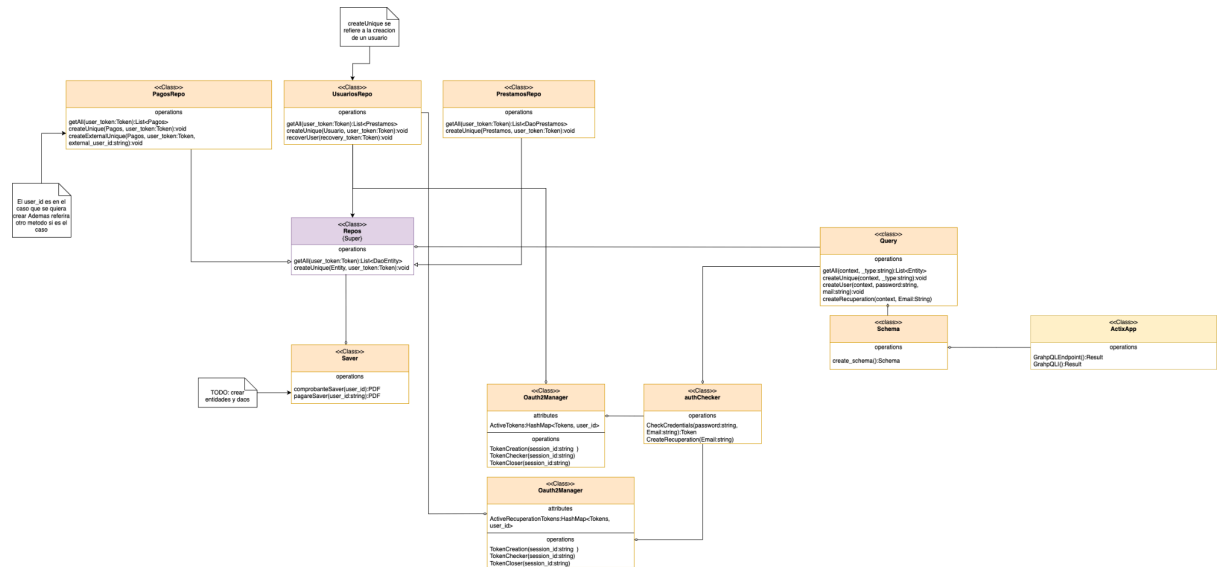 createUnique se
refiere a la creacion
de un usuario
<<Class>>
PagosRepo
operations
getAll(user_token:Token):List<Pagos>
createUnique(Pagos, user_token:Token):void
createExternalUnique(Pagos, user_token:Token,
external_user_id:string):void
<<Class>>
UsuariosRepo
operations
getAll(user_token:Token):List<Prestamos>
createUnique(Usuario, user_token:Token):void
recoverUser(recovery_token:Token):void
<<Class>>
PrestamosRepo
operations
getAll(user_token:Token):List<DaoPrestamos>
createUnique(Prestamos, user_token:Token):void
El user_id es en el
caso que se quiera
crear Ademas referira
otro metodo si es el
caso
<<Class>>
Repos
(Super)
operations
getAll(user_token:Token):List<DaoEntity>
createUnique(Entity, user_token:Token):void
<<class>>
Query
operations
getAll(context, _type:string):List<Entity>
createUnique(context, _type:string):void
createUser(context, password:string,
mail:string):void
createRecuperation(context, Email:String)
<<class>>
Schema
operations
create_schema():Schema
<<Class>>
ActixApp
operations
GrahpQLEndpoint():Result
GrahpQLI():Result
<<Class>>
Saver
operations
comprobanteSaver(user_id):PDF
pagareSaver(user_id:string):PDF
TODO: crear
entidades y daos
<<Class>>
Oauth2Manager
attributes
ActiveTokens:HashMap<Tokens, user_id>
operations
TokenCreation(session_id:string )
TokenChecker(session_id:string)
TokenCloser(session_id:string)
<<Class>>
authChecker
operations
CheckCredentials(password:string,
Email:string):Token
CreateRecuperation(Email:string)
<<Class>>
Oauth2Manager
attributes
ActiveRecuperationTokens:HashMap<Tokens,
user_id>
operations
TokenCreation(session_id:string )
TokenChecker(session_id:string)
TokenCloser(session_id:string)